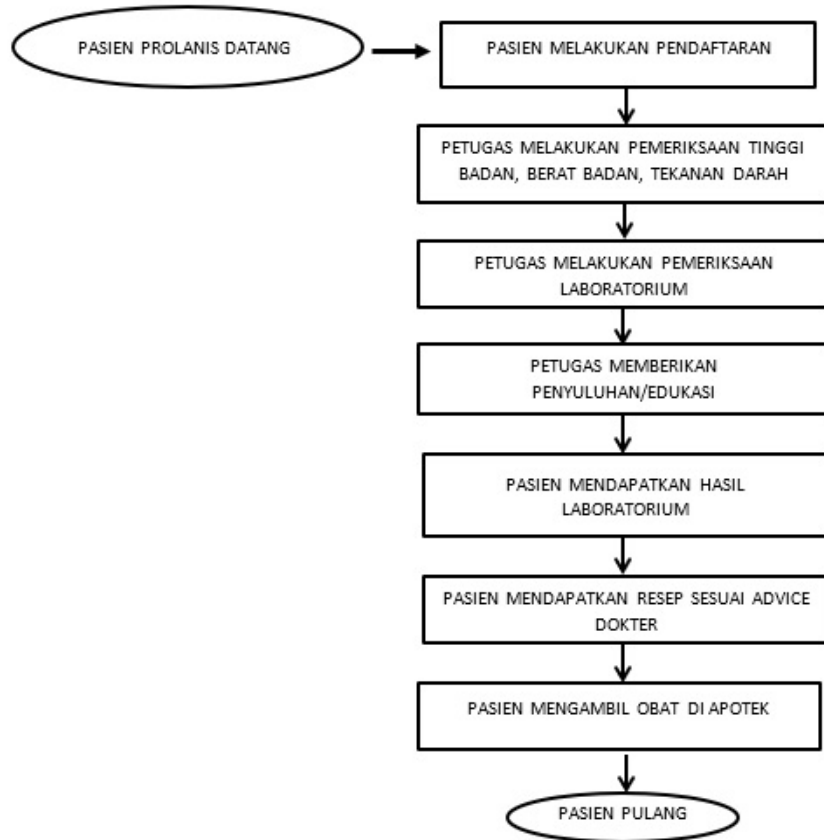 PASIEN PROLANIS DATANG
PASIEN MELAKUKAN PENDAFTARAN
PETUGAS MELAKUKAN PEMERIKSAAN TINGGI
BADAN, BERAT BADAN, TEKANAN DARAH
PETUGAS MELAKUKAN PEMERIKSAAN
LABORATORIUM
PETUGAS MEMBERIKAN
PENYULUHAN/EDUKASI
PASIEN MENDAPATKAN HASIL
LABORATORIUM
PASIEN MENDAPATKAN RESEP SESUAI ADVICE
DOKTER
PASIEN MENGAMBIL OBAT DI APOTEK
PASIEN PULANG